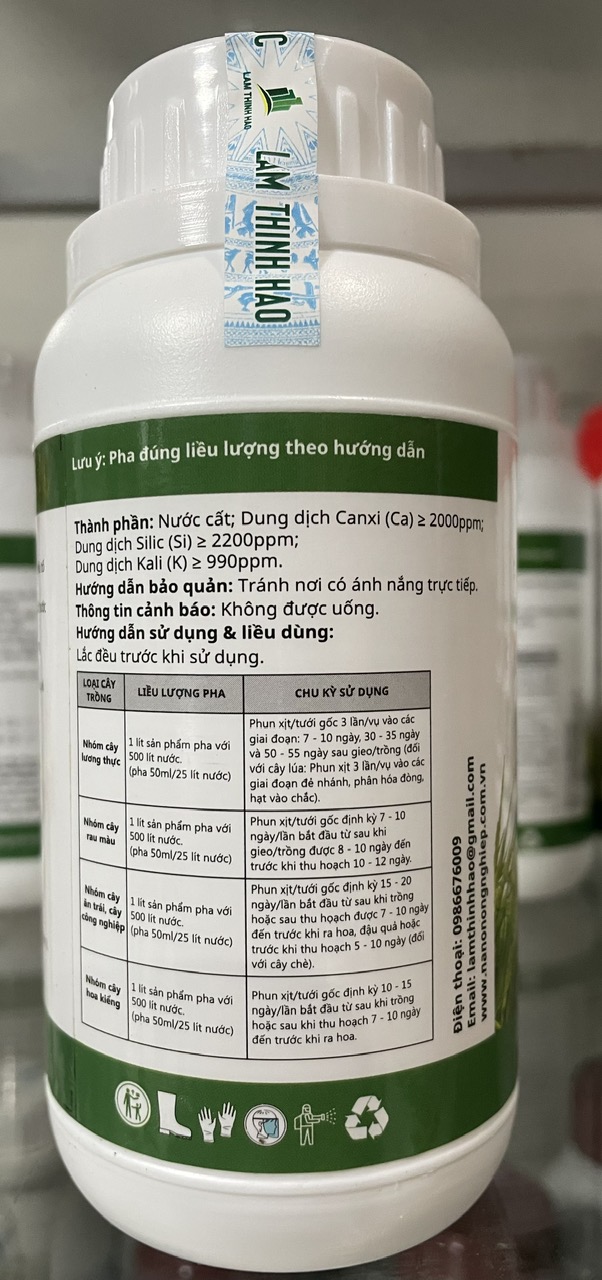 LAM THINH HAO
LAM THINH HAO
Lưu ý: Pha đúng liều lượng theo hướng dẫn
Thành phần: Nước cất; Dung dịch Canxi (Ca) ≥ 2000ppm;
Dung dịch Silic (Si) ≥ 2200ppm;
Dung dịch Kali (K) ≥ 990ppm.
Hướng dẫn bảo quản: Tránh nơi có ánh nắng trực tiếp.
Thông tin cảnh báo: Không được uống.
Hướng dẫn sử dụng & liều dùng:
Lắc đều trước khi sử dụng.
LOẠI CÂY
TRỒNG
LIỀU LƯỢNG PHA
CHU KỲ SỬ DỤNG
Nhóm cây
lương thực
1 lít sản phẩm pha với
500 lít nước.
(pha 50ml/25 lít nước)
Phun xịt/tưới gốc 3 lần/vụ vào các
giai đoạn: 7 - 10 ngày, 30 - 35 ngày
và 50 - 55 ngày sau gieo/trồng (đối
với cây lúa: Phun xịt 3 lần/vụ vào các
giai đoạn đẻ nhánh, phân hóa đòng,
hạt vào chắc).
Nhóm cây
rau màu
1 lít sản phẩm pha với
500 lít nước.
(pha 50ml/25 lít nước)
Phun xịt/tưới gốc định kỳ 7 - 10
ngày/lần bắt đầu từ sau khi
gieo/trồng được 8 - 10 ngày đến
trước khi thu hoạch 10 - 12 ngày.
Nhóm cây
ăn trái, cây
công nghiệp
1 lít sản phẩm pha với
500 lít nước.
(pha 50ml/25 lít nước)
Phun xịt/tưới gốc định kỳ 15 - 20
ngày/lần bắt đầu từ sau khi trồng
hoặc sau thu hoạch được 7 - 10 ngày
đến trước khi ra hoa, đậu quả hoặc
trước khi thu hoạch 5 - 10 ngày (đối
với cây chè).
Nhóm cây
hoa kiểng
1 lít sản phẩm pha với
500 lít nước.
(pha 50ml/25 lít nước)
Phun xịt/tưới gốc định kỳ 10 - 15
ngày/lần bắt đầu từ sau khi trồng
hoặc sau thu hoạch 7 - 10 ngày
đến trước khi ra hoa.
Điện thoại: 0986676009
Email: lamthinhhao@gmail.com
www.nanonongnghiep.com.vn